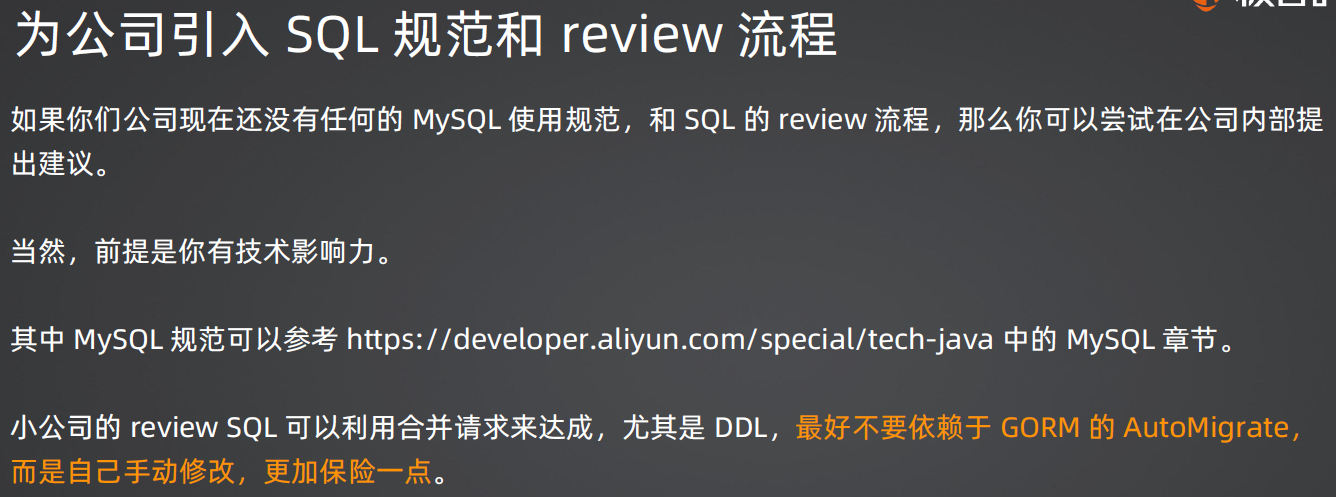 为公司引入 SQL 规范和 review 流程
如果你们公司现在还没有任何的 MySQL 使用规范，和 SQL 的 review 流程，那么你可以尝试在公司内部提
出建议。
当然，前提是你有技术影响力。
其中 MySQL 规范可以参考 https://developer.aliyun.com/special/tech-java 中的 MySQL 章节。
小公司的 review SQL 可以利用合并请求来达成，尤其是 DDL，最好不要依赖于 GORM 的 AutoMigrate，
而是自己手动修改，更加保险一点。